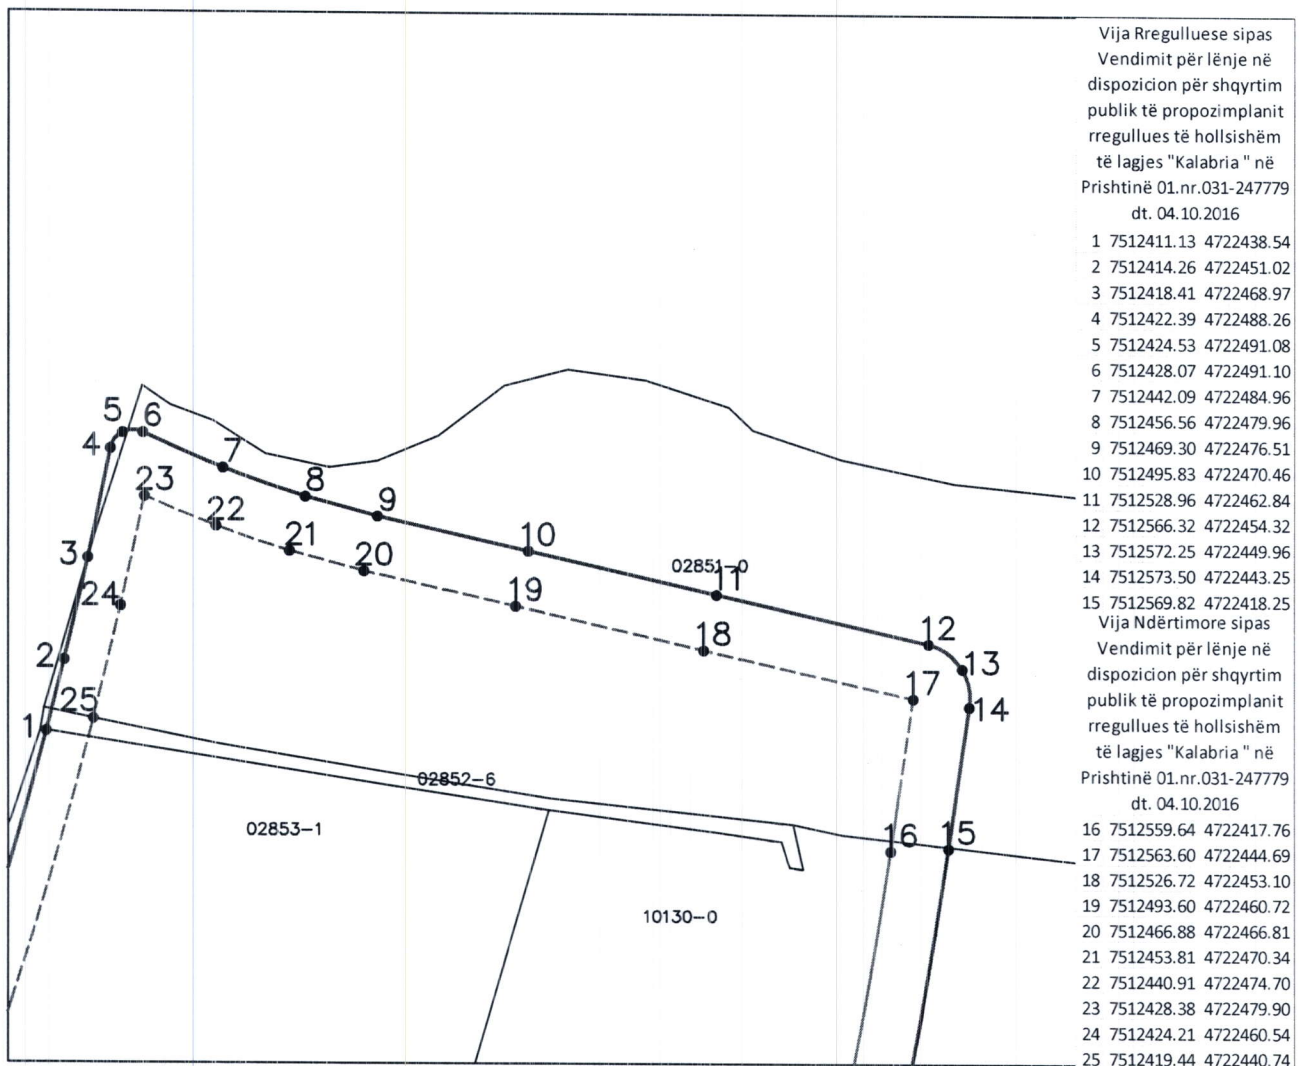 Vija Rregulluese sipas
Vendimit për lënje në
dispozicion për shqyrtim
publik të propozimplanit
rregullues të hollsishëm
të lagjes "Kalabria " në
Prishtinë 01.nr.031-247779
dt. 04.10.2016
1 7512411.13 4722438.54
2 7512414.26 4722451.02
3 7512418.41 4722468.97
4 7512422.39 4722488.26
5 7512424.53 4722491.08
6 7512428.07 4722491.10
7 7512442.09 4722484.96
8 7512456.56 4722479.96
9 7512469.30 4722476.51
10 7512495.83 4722470.46
11 7512528.96 4722462.84
12 7512566.32 4722454.32
13 7512572.25 4722449.96
14 7512573.50 4722443.25
15 7512569.82 4722418.25
Vija Ndërtimore sipas
Vendimit për lënje në
dispozicion për shqyrtim
publik të propozimplanit
rregullues të hollsishëm
të lagjes "Kalabria " në
Prishtinë 01.nr.031-247779
dt. 04.10.2016
16 7512559.64 4722417.76
17 7512563.60 4722444.69
18 7512526.72 4722453.10
19 7512493.60 4722460.72
20 7512466.88 4722466.81
21 7512453.81 4722470.34
22 7512440.91 4722474.70
23 7512428.38 4722479.90
24 7512424.21 4722460.54
25 7512419.44 4722440.74
5 6
4
7
23
8
22
9
21
10
3
20
02851-0
11
24
19
12
18
2
13
17
25
14
1
02852-6
02853-1
16
15
10130-0